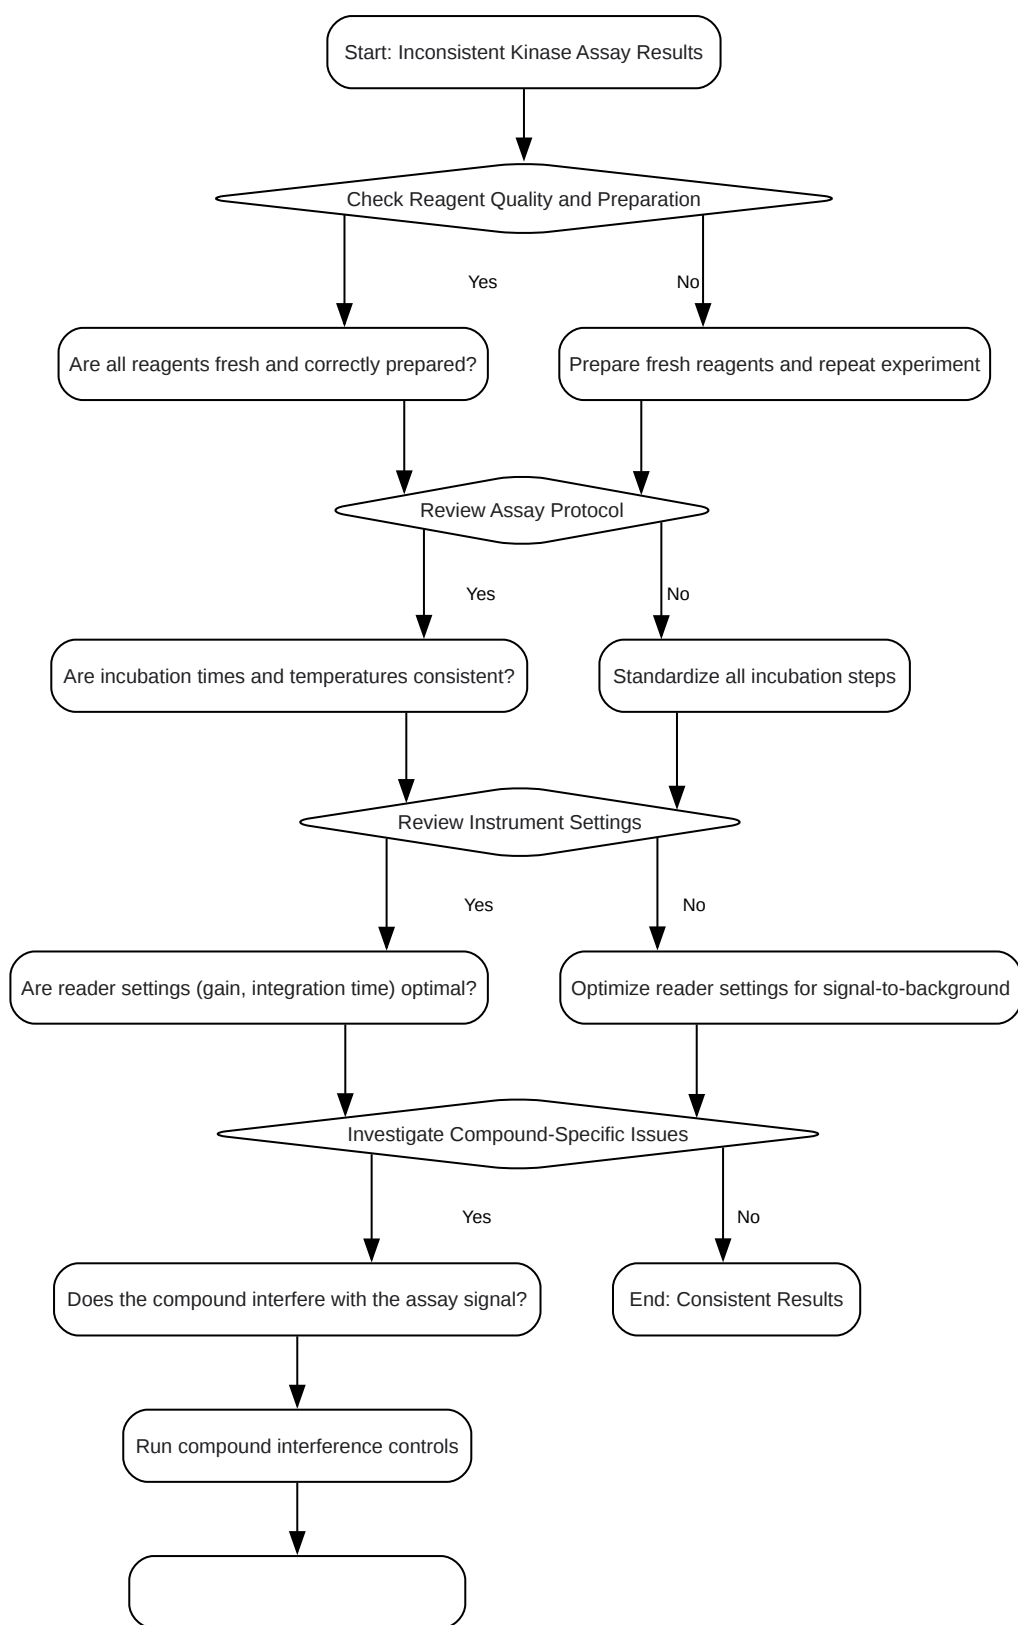 Start: Inconsistent Kinase Assay Results
Check Reagent Quality and Preparation
Yes
No
Are all reagents fresh and correctly prepared?
Prepare fresh reagents and repeat experiment
Review Assay Protocol
Yes
No
Are incubation times and temperatures consistent?
Standardize all incubation steps
Review Instrument Settings
Yes
No
Are reader settings (gain, integration time) optimal?
Optimize reader settings for signal-to-background
Investigate Compound-Specific Issues
Yes
No
Does the compound interfere with the assay signal?
End: Consistent Results
Run compound interference controls